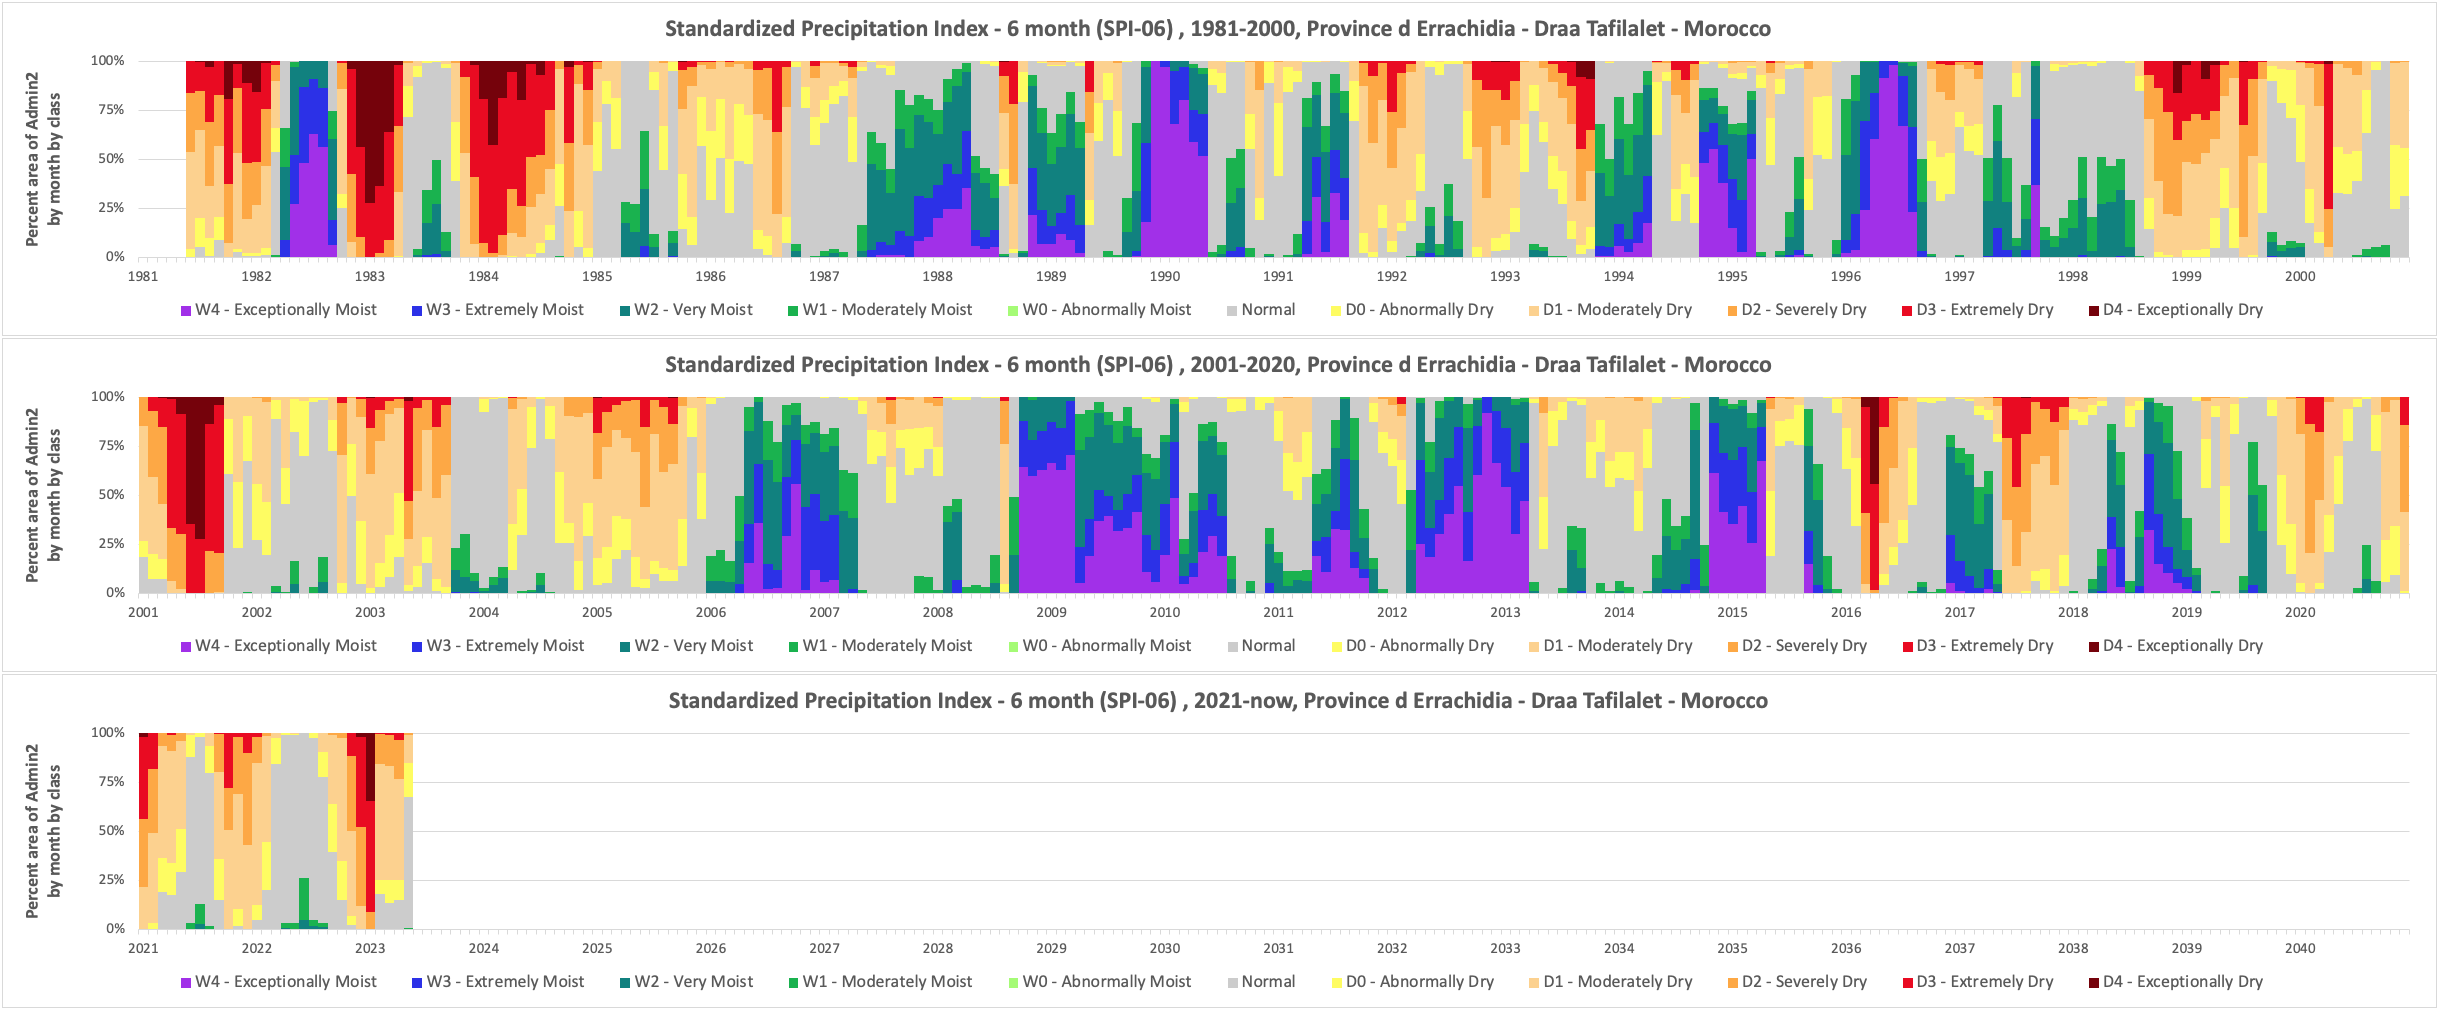 Standardized Precipitation Index - 6 month (SPI-06) , 1981-2000, Province d Errachidia - Draa Tafilalet - Morocco
Percent area of Admin2
by month by class
100%
75%
50%
25%
0%
1981 1982 1983 1984 1985 1986 1987 1988 1989 1990 1991 1992 1993 1994 1995 1996 1997 1998 1999 2000
W4 - Exceptionally Moist W3 - Extremely Moist W2 - Very Moist W1 - Moderately Moist W0 - Abnormally Moist Normal D0 - Abnormally Dry D1 - Moderately Dry D2 - Severely Dry D3 - Extremely Dry D4 - Exceptionally Dry
Standardized Precipitation Index - 6 month (SPI-06) , 2001-2020, Province d Errachidia - Draa Tafilalet - Morocco
Percent area of Admin2
by month by class
100%
75%
50%
25%
0%
2001 2002 2003 2004 2005 2006 2007 2008 2009 2010 2011 2012 2013 2014 2015 2016 2017 2018 2019 2020
W4 - Exceptionally Moist W3 - Extremely Moist W2 - Very Moist W1 - Moderately Moist W0 - Abnormally Moist Normal D0 - Abnormally Dry D1 - Moderately Dry D2 - Severely Dry D3 - Extremely Dry D4 - Exceptionally Dry
Standardized Precipitation Index - 6 month (SPI-06) , 2021-now, Province d Errachidia - Draa Tafilalet - Morocco
Percent area of Admin2
by month by class
100%
75%
50%
25%
0%
2021 2022 2023 2024 2025 2026 2027 2028 2029 2030 2031 2032 2033 2034 2035 2036 2037 2038 2039 2040
W4 - Exceptionally Moist W3 - Extremely Moist W2 - Very Moist W1 - Moderately Moist W0 - Abnormally Moist Normal D0 - Abnormally Dry D1 - Moderately Dry D2 - Severely Dry D3 - Extremely Dry D4 - Exceptionally Dry